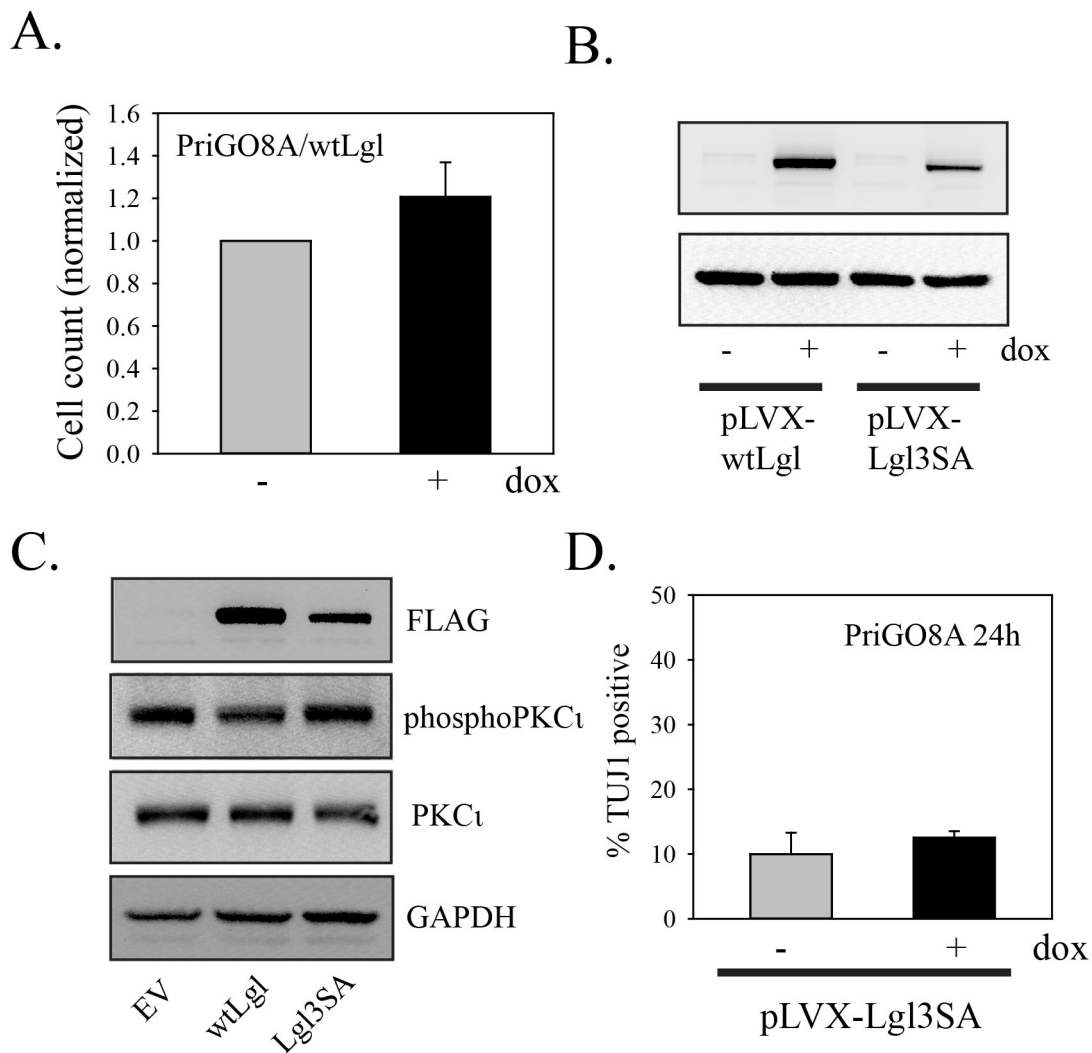 A.
Cell count (normalized)
1.6
1.4
1.2
1.0
0.8
0.6
0.4
0.2
0.0
PriGO8A/wtLgl
- + dox
B.
- + - + dox
pLVX-
wtLgl
pLVX-
Lgl3SA
C.
FLAG
phosphoPKCι
PKCι
GAPDH
EV wtLgl Lgl3SA
D.
% TUJ1 positive
50
40
30
20
10
0
PriGO8A 24h
- + dox
pLVX-Lgl3SA